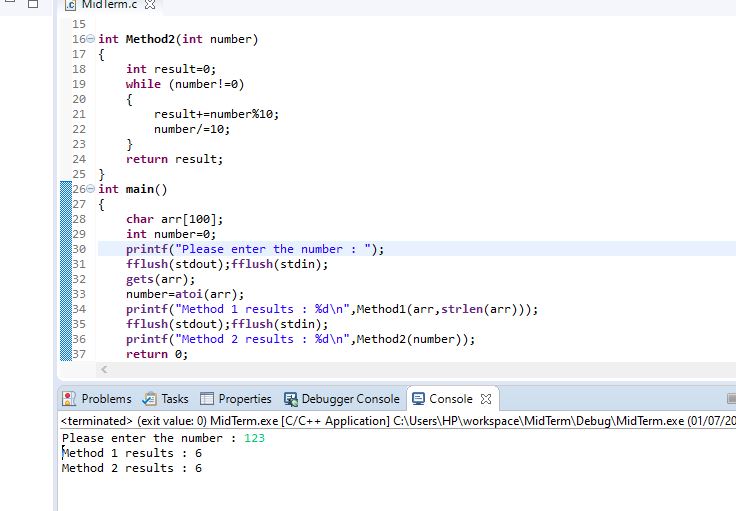 MidTerm.c
15
16 int Method2(int number)
17 {
18 int result=0;
19 while (number!=0)
20 {
21 result+=number%10;
22 number/=10;
23 }
24 return result;
25 }
26 int main()
27 {
28 char arr[100];
29 int number=0;
30 printf("Please enter the number : ");
31 fflush(stdout);fflush(stdin);
32 gets(arr);
33 number=atoi(arr);
34 printf("Method 1 results : %d\n",Method1(arr,strlen(arr)));
35 fflush(stdout);fflush(stdin);
36 printf("Method 2 results : %d\n",Method2(number));
37 return 0;
Problems Tasks Properties Debugger Console Console
<terminated> (exit value: 0) MidTerm.exe [C/C++ Application] C:\Users\HP\workspace\MidTerm\Debug\MidTerm.exe (01/07/20
Please enter the number : 123
Method 1 results : 6
Method 2 results : 6